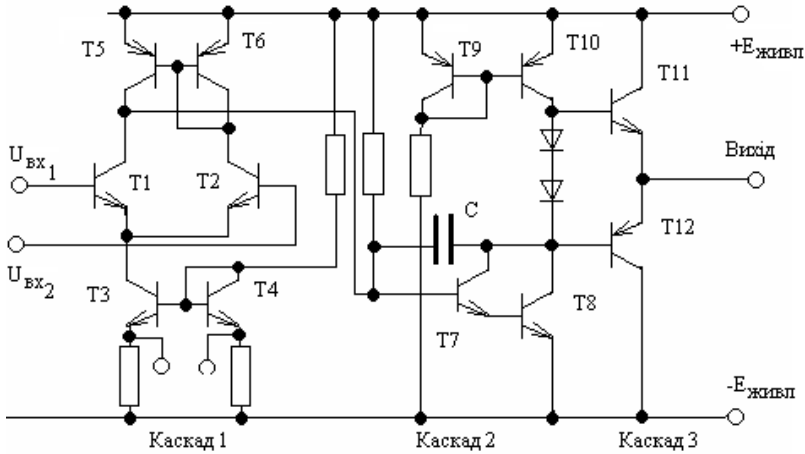 T5
T6
T9
T10
+Eживл
T11
Uвх1
T1
T2
Вихід
C
T12
Uвх2
T3
T4
T7
T8
-Eживл
Каскад 1
Каскад 2
Каскад 3